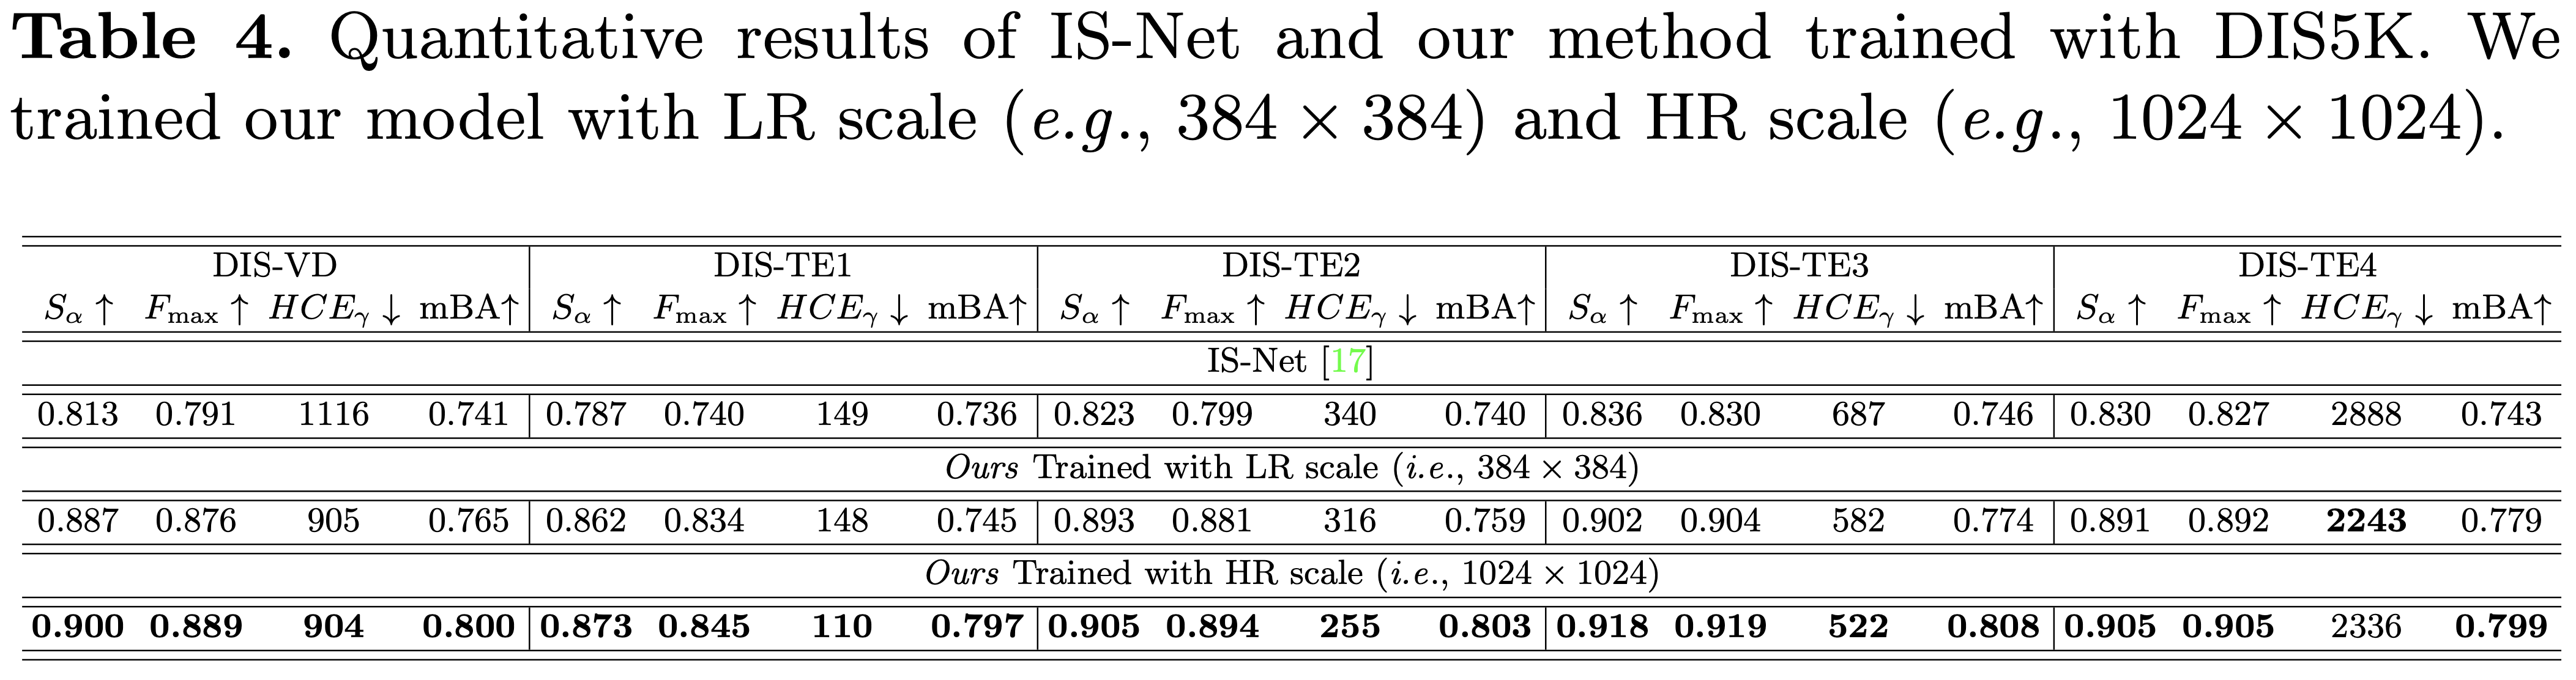 Table 4. Quantitative results of IS-Net and our method trained with DIS5K. We
trained our model with LR scale (e.g., 384 × 384) and HR scale (e.g., 1024 × 1024).
DIS-VD DIS-TE1 DIS-TE2 DIS-TE3 DIS-TE4
Sα ↑ Fmax ↑ HCEγ ↓ mBA↑ Sα ↑ Fmax ↑ HCEγ ↓ mBA↑ Sα ↑ Fmax ↑ HCEγ ↓ mBA↑ Sα ↑ Fmax ↑ HCEγ ↓ mBA↑ Sα ↑ Fmax ↑ HCEγ ↓ mBA↑
IS-Net [17]
0.813 0.791 1116 0.741 0.787 0.740 149 0.736 0.823 0.799 340 0.740 0.836 0.830 687 0.746 0.830 0.827 2888 0.743
Ours Trained with LR scale (i.e., 384 × 384)
0.887 0.876 905 0.765 0.862 0.834 148 0.745 0.893 0.881 316 0.759 0.902 0.904 582 0.774 0.891 0.892 2243 0.779
Ours Trained with HR scale (i.e., 1024 × 1024)
0.900 0.889 904 0.800 0.873 0.845 110 0.797 0.905 0.894 255 0.803 0.918 0.919 522 0.808 0.905 0.905 2336 0.799